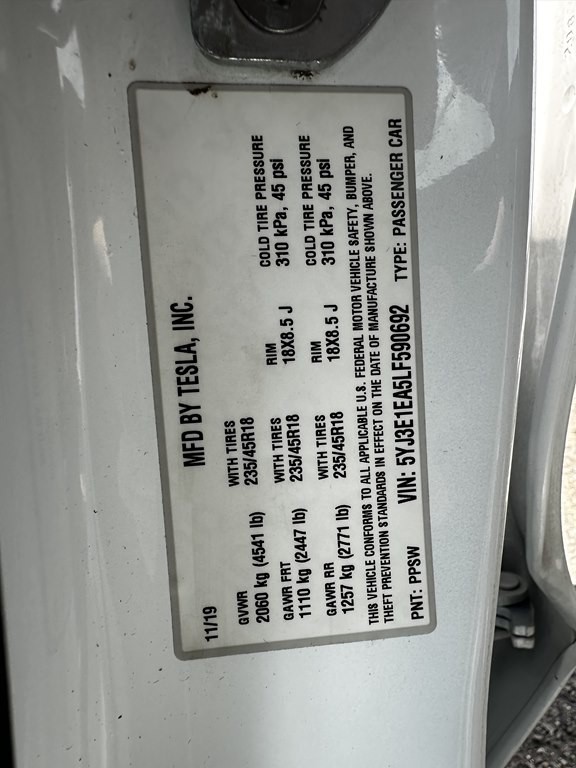 MFD BY TESLA, INC.
11/19
GVWR WITH TIRES RIM COLD TIRE PRESSURE
2060 kg (4541 lb) 235/45R18
GAWR FRT WITH TIRES RIM COLD TIRE PRESSURE
1110 kg (2447 lb) 235/45R18 18X8.5 J 310 kPa, 45 psi
GAWR RR WITH TIRES RIM COLD TIRE PRESSURE
1257 kg (2771 lb) 235/45R18 18X8.5 J 310 kPa, 45 psi
THIS VEHICLE CONFORMS TO ALL APPLICABLE U.S. FEDERAL MOTOR VEHICLE SAFETY, BUMPER, AND
THEFT PREVENTION STANDARDS IN EFFECT ON THE DATE OF MANUFACTURE SHOWN ABOVE.
PNT: PPSW VIN: 5YJ3E1EA5LF590692 TYPE: PASSENGER CAR